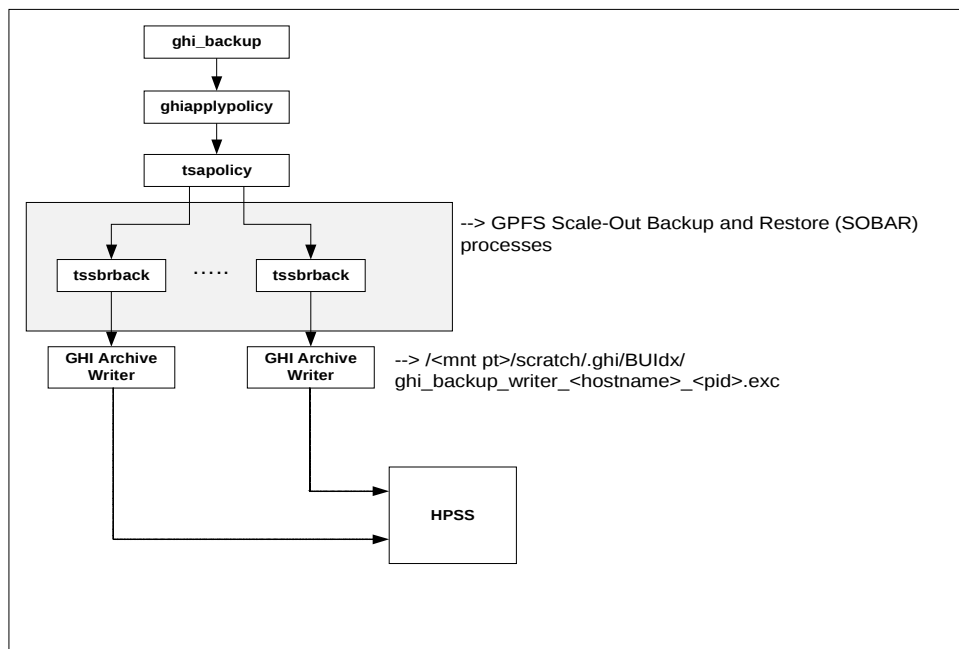 ghi_backup
ghiapplypolicy
tsapolicy
--> GPFS Scale-Out Backup and Restore (SOBAR)
processes
tssbrback
.....
tssbrback
GHI Archive
Writer
GHI Archive
Writer
--> /<mnt pt>/scratch/.ghi/BUIdx/
ghi_backup_writer_<hostname>_<pid>.exc
HPSS